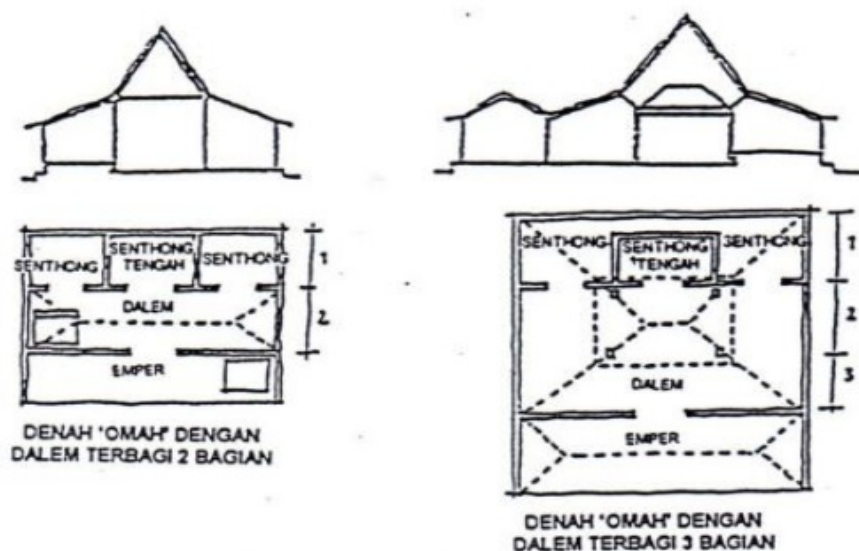 SENTHONG
SENTHONG
TENGAH
SENTHONG
1
DALEM
2
EMPER
DENAH "OMAH" DENGAN
DALEM TERBAGI 2 BAGIAN
SENTHONG
SENTHONG
TENGAH
SENTHONG
1
2
3
DALEM
EMPER
DENAH "OMAH" DENGAN
DALEM TERBAGI 3 BAGIAN